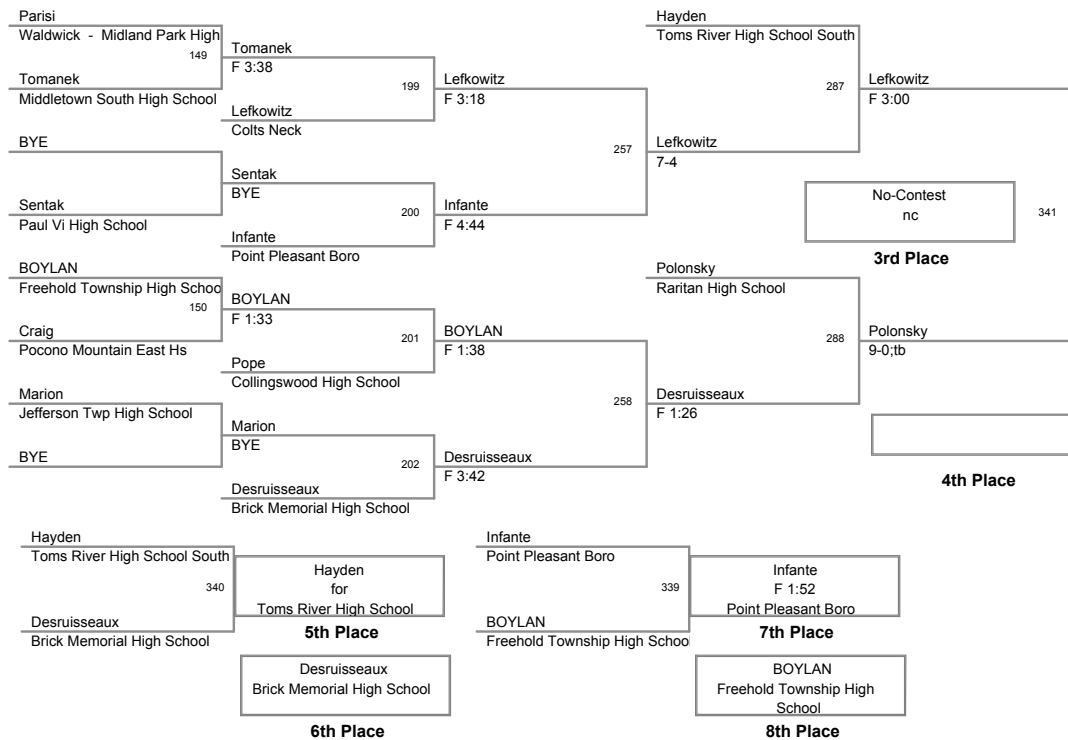 Parisi
Waldwick - Midland Park High
149
Tomanek
Middletown South High School
BYE
Sentak
Paul Vi High School
BOYLAN
Freehold Township High Schoo
150
Craig
Pocono Mountain East Hs
Marion
Jefferson Twp High School
BYE
Tomanek
F 3:38
199
Lefkowitz
Colts Neck
Sentak
BYE
200
Infante
Point Pleasant Boro
BOYLAN
F 1:33
201
Pope
Collingswood High School
Marion
BYE
202
Desruisseaux
Brick Memorial High School
Lefkowitz
F 3:18
257
Infante
F 4:44
BOYLAN
F 1:38
258
Desruisseaux
F 3:42
Hayden
Toms River High School South
287
Lefkowitz
7-4
Polonsky
Raritan High School
288
Desruisseaux
F 1:26
Lefkowitz
F 3:00
No-Contest
nc
341
3rd Place
Polonsky
9-0;tb
4th Place
Hayden
Toms River High School South
340
Desruisseaux
Brick Memorial High School
Hayden
for
Toms River High School
5th Place
Desruisseaux
Brick Memorial High School
6th Place
Infante
Point Pleasant Boro
339
BOYLAN
Freehold Township High School
Infante
F 1:52
Point Pleasant Boro
7th Place
BOYLAN
Freehold Township High
School
8th Place